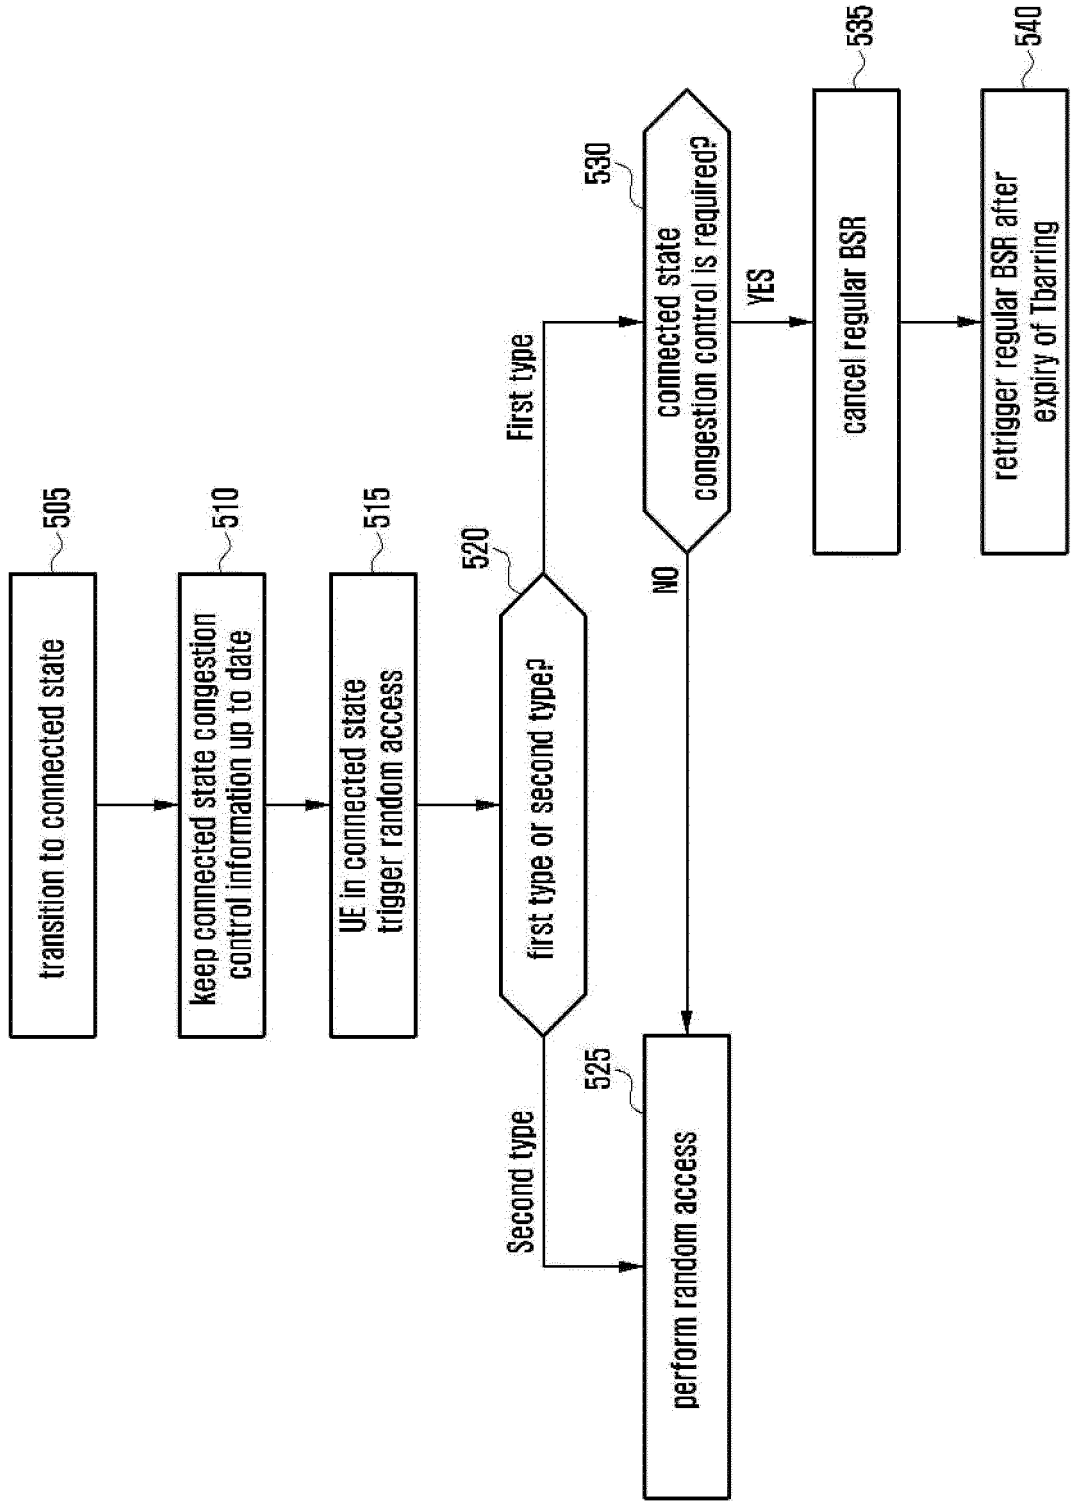 505
transition to connected state
510
keep connected state congestion
control information up to date
515
UE in connected state
trigger random access
520
first type or second type?
Second type
First type
525
perform random access
530
connected state
congestion control is required?
NO
YES
535
cancel regular BSR
540
retrigger regular BSR after
expiry of Tbarring